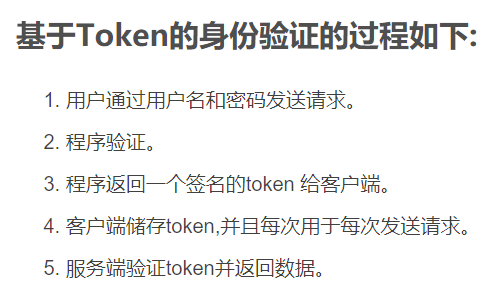 基于Token的身份验证的过程如下:
1. 用户通过用户名和密码发送请求。
2. 程序验证。
3. 程序返回一个签名的token 给客户端。
4. 客户端储存token,并且每次用于每次发送请求。
5. 服务端验证token并返回数据。